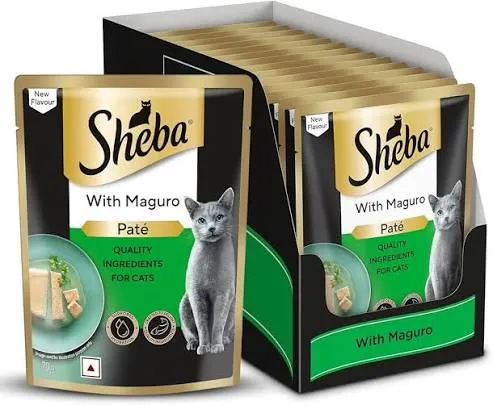 New
Flavour
Sheba®
With Maguro
Paté
QUALITY
INGREDIENTS
FOR CATS
70g
New
Flavour
Sheba
With Maguro
Paté
QUALITY
INGREDIENTS
FOR CATS
With Maguro